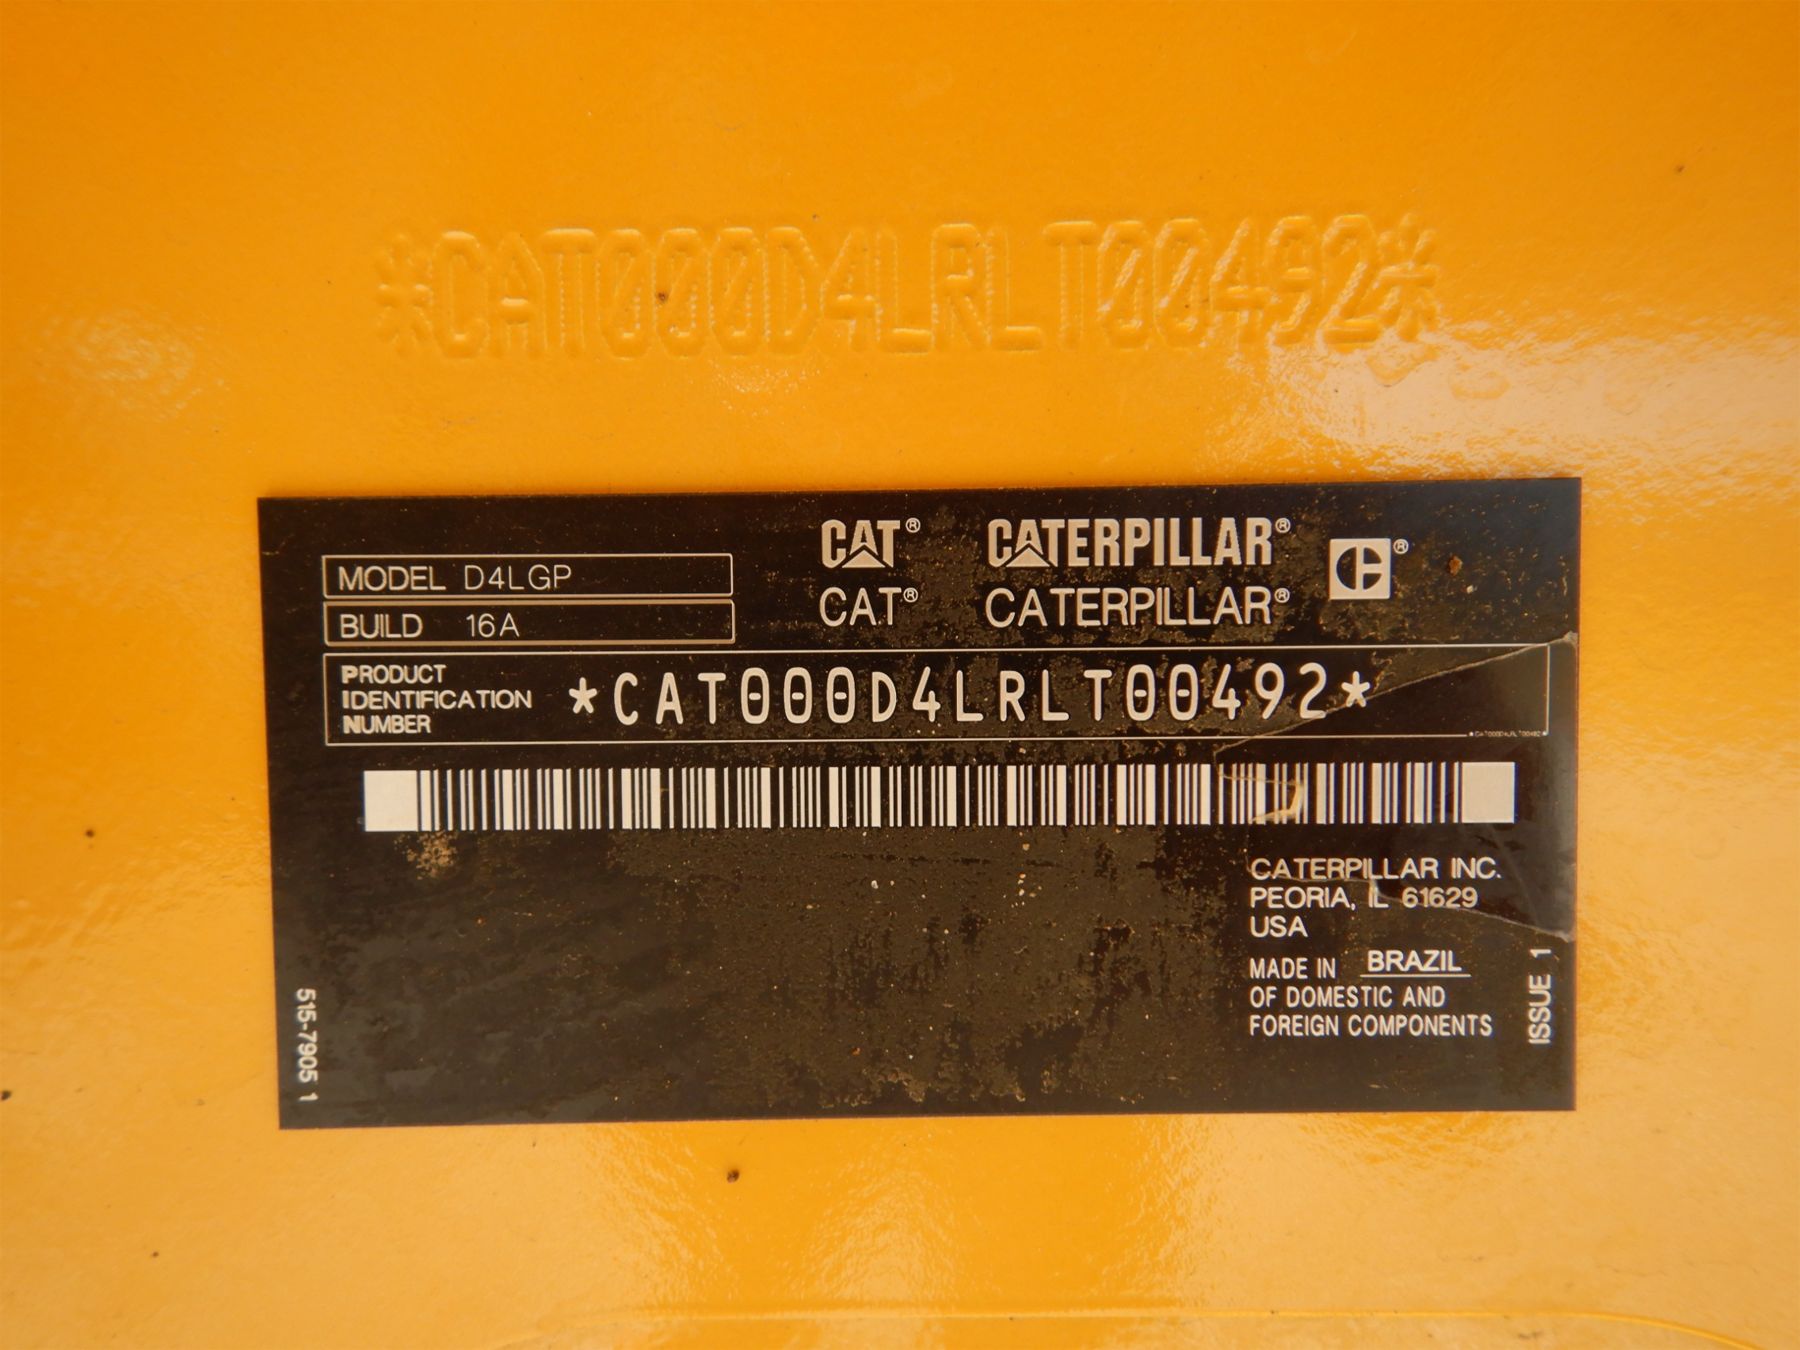 *CAT000D4LRLT00492*
CAT® CATERPILLAR® ®
CAT® CATERPILLAR®
MODEL D4LGP
BUILD 16A
PRODUCT
IDENTIFICATION
NUMBER
*CAT000D4LRLT00492*
*CAT000D4LRLT00492*
CATERPILLAR INC.
PEORIA, IL 61629
USA
MADE IN BRAZIL
OF DOMESTIC AND
FOREIGN COMPONENTS
515-7905 1
ISSUE 1